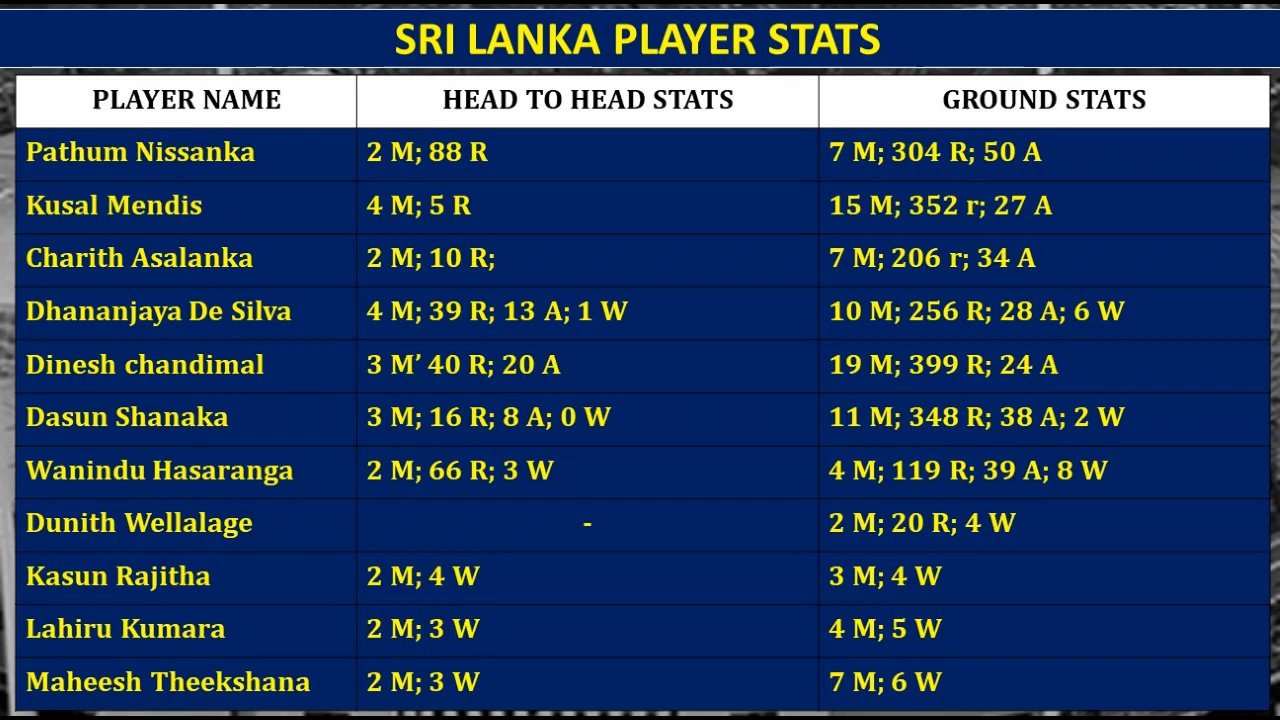 SRI LANKA PLAYER STATS
PLAYER NAME HEAD TO HEAD STATS GROUND STATS
Pathum Nissanka 2 M; 88 R 7 M; 304 R; 50 A
Kusal Mendis 4 M; 5 R 15 M; 352 r; 27 A
Charith Asalanka 2 M; 10 R; 7 M; 206 r; 34 A
Dhananjaya De Silva 4 M; 39 R; 13 A; 1 W 10 M; 256 R; 28 A; 6 W
Dinesh chandimal 3 M’ 40 R; 20 A 19 M; 399 R; 24 A
Dasun Shanaka 3 M; 16 R; 8 A; 0 W 11 M; 348 R; 38 A; 2 W
Wanindu Hasaranga 2 M; 66 R; 3 W 4 M; 119 R; 39 A; 8 W
Dunith Wellalage - 2 M; 20 R; 4 W
Kasun Rajitha 2 M; 4 W 3 M; 4 W
Lahiru Kumara 2 M; 3 W 4 M; 5 W
Maheesh Theekshana 2 M; 3 W 7 M; 6 W